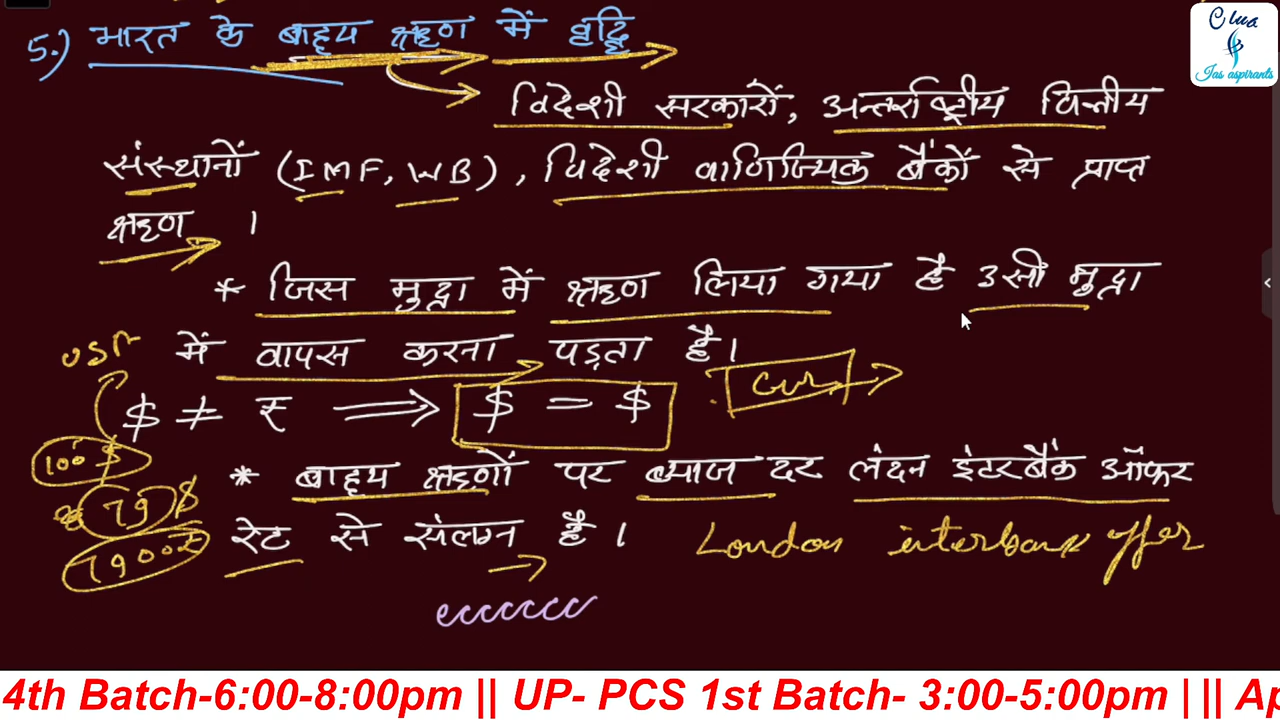 Clue
Ias aspirants
5.) भारत के बाह्य ऋण में वृद्धि
विदेशी सरकारों, अन्तर्राष्ट्रीय वित्तीय
संस्थानों (IMF, WB), विदेशी वाणिज्यिक बैंकों से प्राप्त
ऋण ।
* जिस मुद्रा में ऋण लिया गया है उसी मुद्रा
में वापस करना पड़ता है।
$ ≠ ₹ ⟹ $ = $
100 $
79
7900₹
* बाह्य ऋणों पर ब्याज दर लंदन इंटरबैंक ऑफर
रेट से संलग्न है । London interbank offer
4th Batch-6:00-8:00pm || UP- PCS 1st Batch- 3:00-5:00pm | || Ap